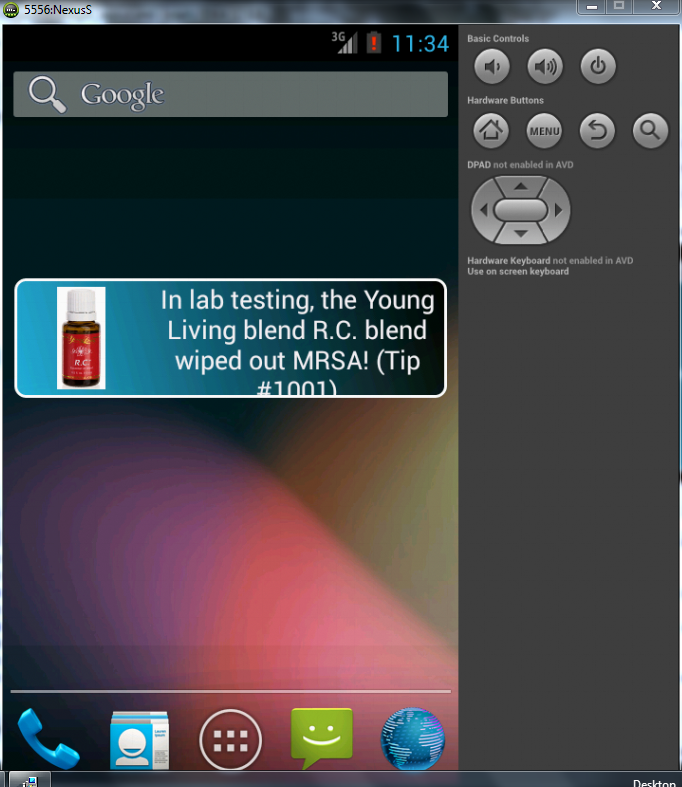 5556:NexusS
3G
11:34
Google
In lab testing, the Young
Living blend R.C. blend
wiped out MRSA! (Tip
#1001)
R.C.
Basic Controls
Hardware Buttons
MENU
DPAD not enabled in AVD
Hardware Keyboard not enabled in AVD
Use on screen keyboard
Desktop